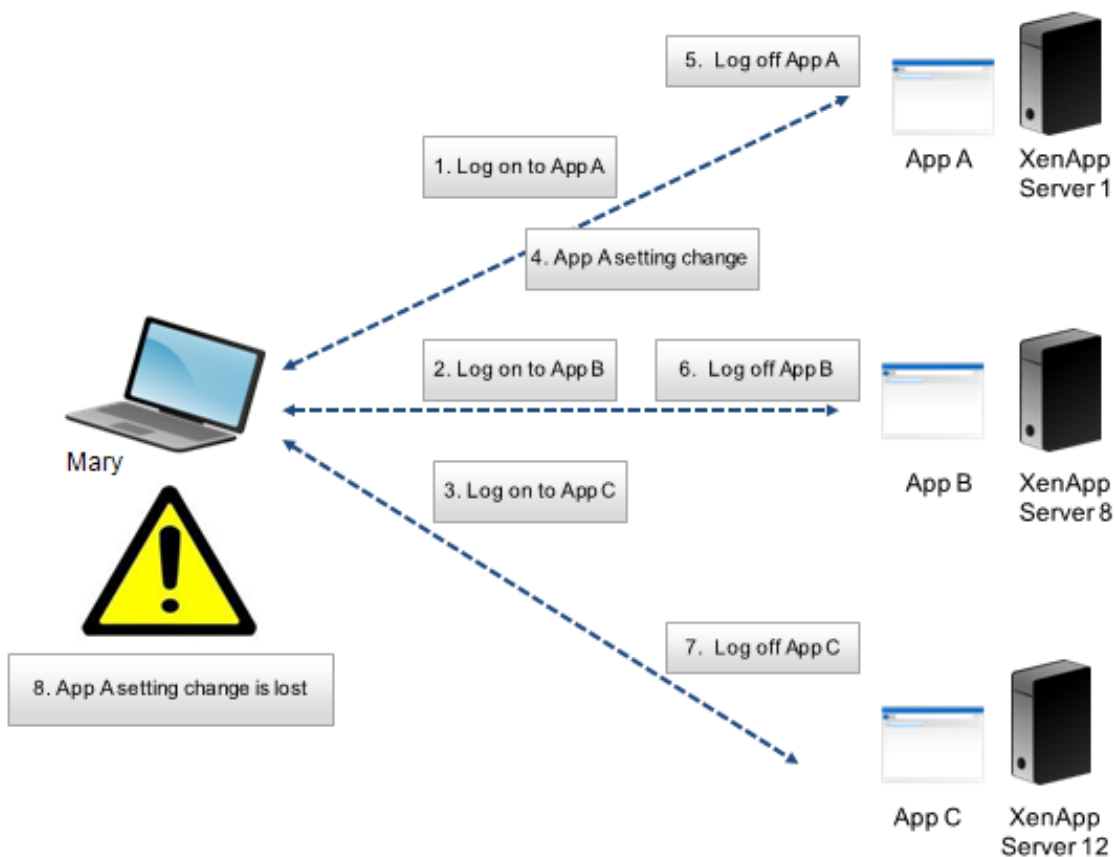 5. Log off App A
App A
XenApp
Server 1
1. Log on to App A
4. App A setting change
2. Log on to App B
6. Log off App B
Mary
App B
XenApp
Server 8
3. Log on to App C
7. Log off App C
8. App A setting change is lost
App C
XenApp
Server 12